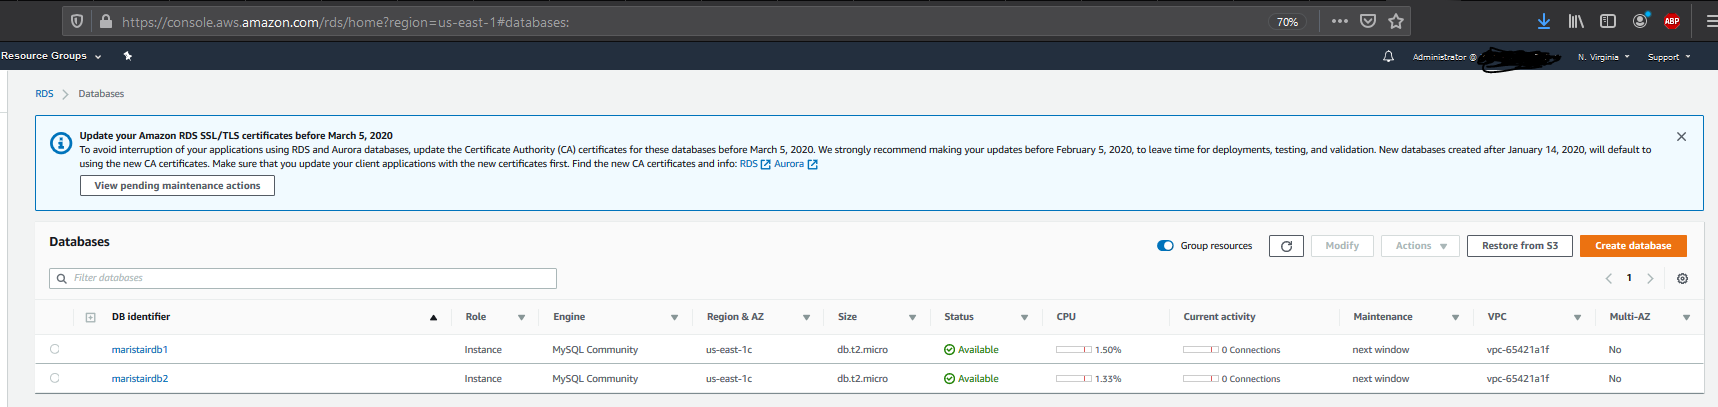 https://console.aws.amazon.com/rds/home?region=us-east-1#databases:
70%
ABP
Resource Groups
Administrator @
N. Virginia
Support
RDS > Databases
Update your Amazon RDS SSL/TLS certificates before March 5, 2020
To avoid interruption of your applications using RDS and Aurora databases, update the Certificate Authority (CA) certificates for these databases before March 5, 2020. We strongly recommend making your updates before February 5, 2020, to leave time for deployments, testing, and validation. New databases created after January 14, 2020, will default to
using the new CA certificates. Make sure that you update your client applications with the new certificates first. Find the new CA certificates and info: RDS Aurora
View pending maintenance actions
Databases
Group resources
Modify
Actions
Restore from S3
Create database
Filter databases
1
DB identifier Role Engine Region & AZ Size Status CPU Current activity Maintenance VPC Multi-AZ
maristairdb1 Instance MySQL Community us-east-1c db.t2.micro Available 1.50% 0 Connections next window vpc-65421a1f No
maristairdb2 Instance MySQL Community us-east-1c db.t2.micro Available 1.33% 0 Connections next window vpc-65421a1f No